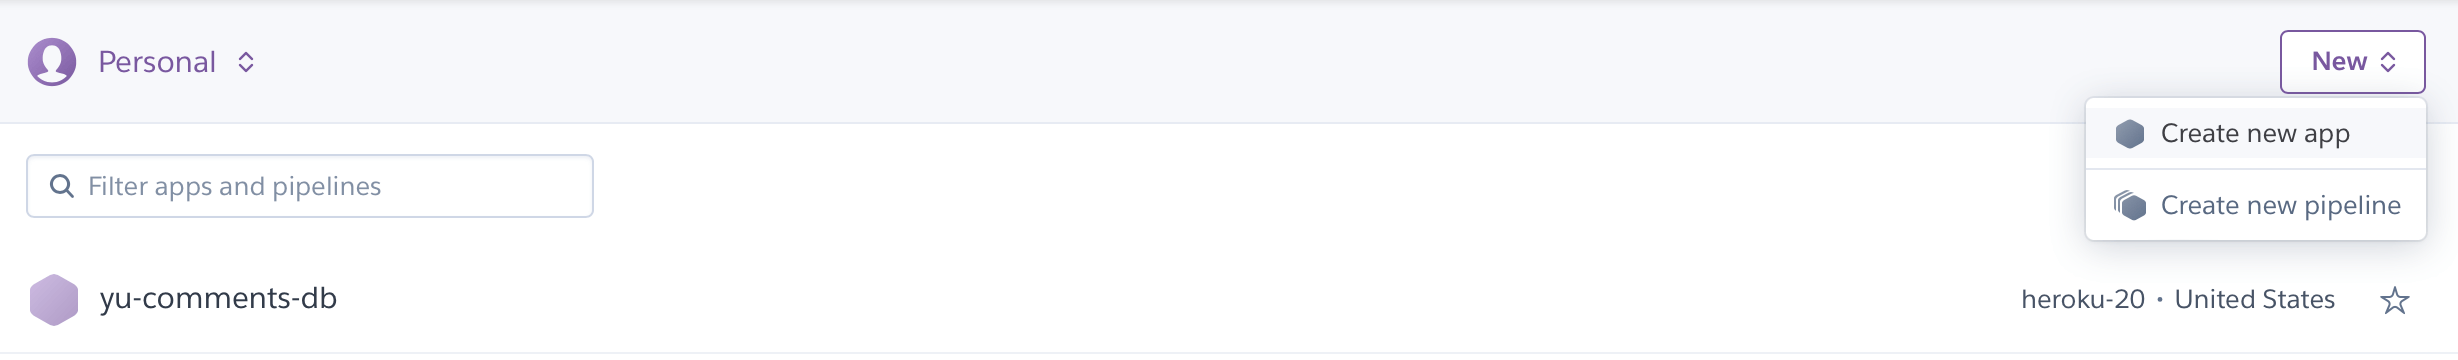 Personal
New
Create new app
Filter apps and pipelines
Create new pipeline
yu-comments-db
heroku-20 • United States